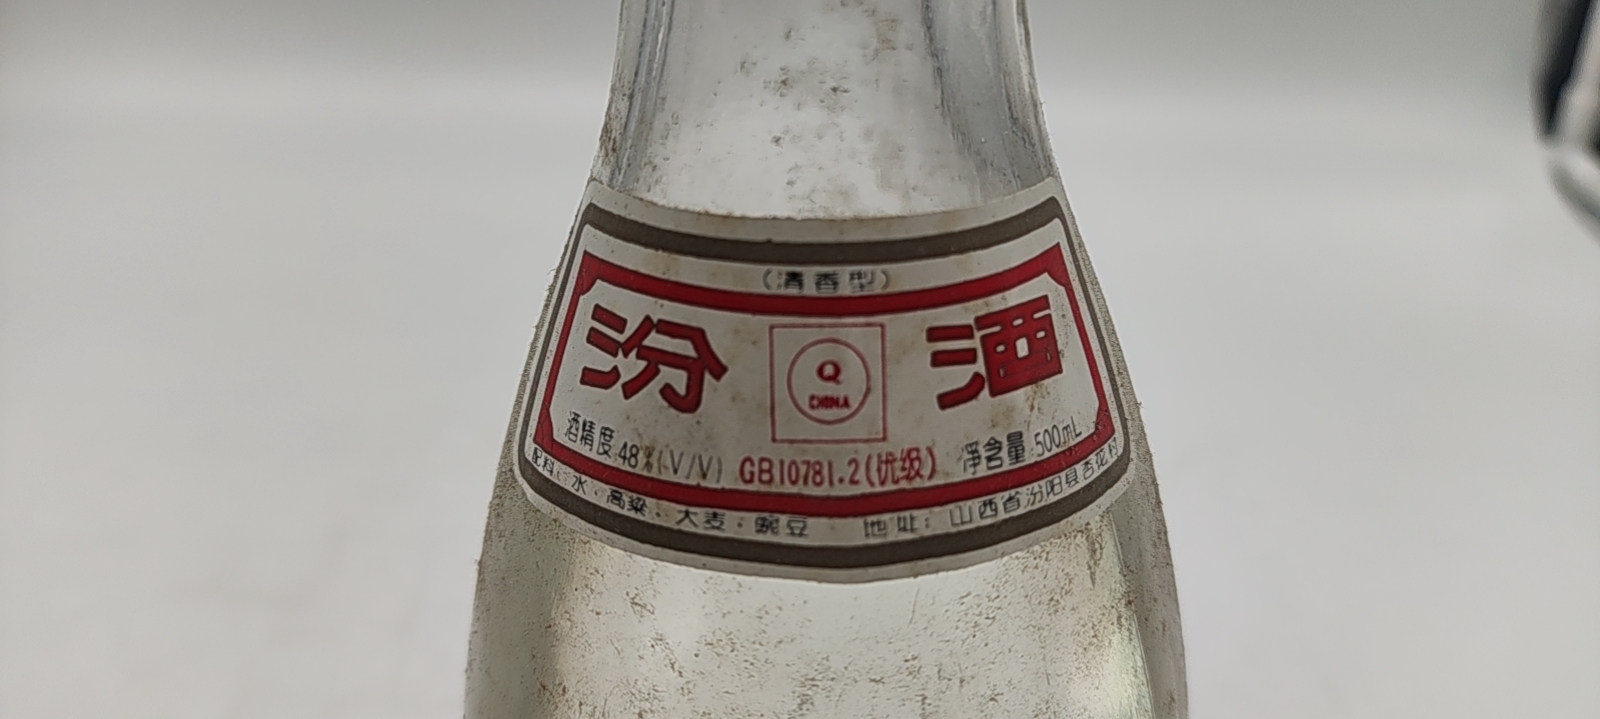 (清香型)
汾酒
Q
CHINA
酒精度48%(V/V) GB10781.2(优级) 净含量500mL
配料:水·高粱·大麦·豌豆 地址:山西省汾阳县杏花村